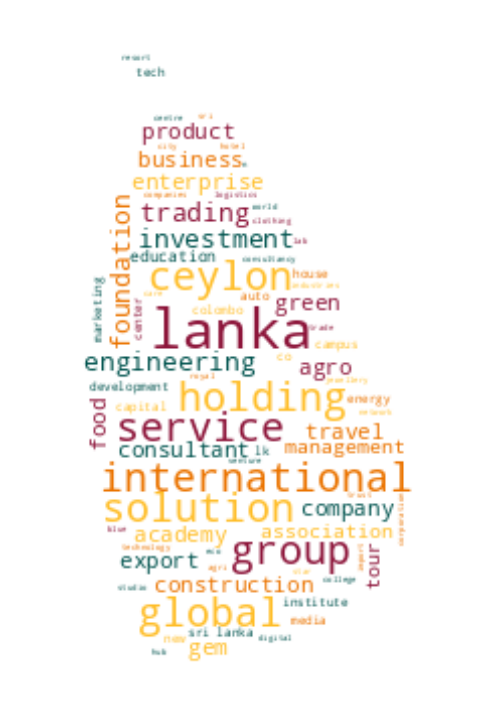 resort
tech
centre sri
product
city hotel
business
enterprise
companies logistics
trading world
clothing
foundation
investment lab
education consultancy
ceylon house
industries
care auto
marketing
center
colombo green
lanka trade
campus
engineering co
agro
royal jewellery
development
holding energy
capital network
food
service travel
consultant lk management
venture
international
trust
solution company
corporation
blue academy association
technology eco group
export agri import tour
star
studio construction college
global institute
media
new sri lanka digital
hub gem